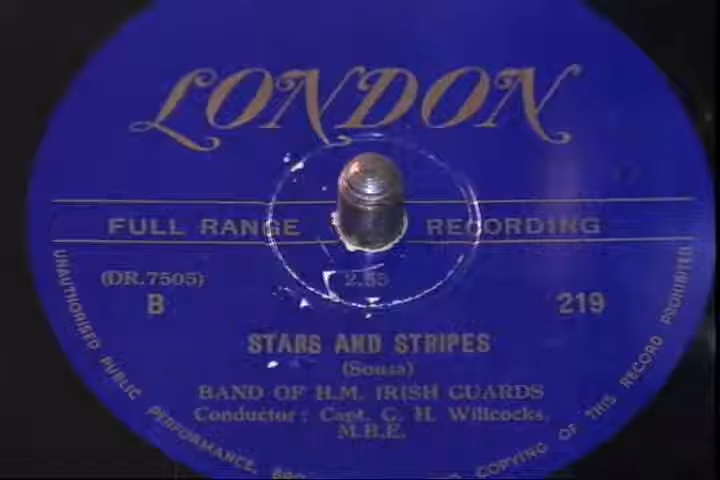 LONDON
FULL RANGE RECORDING
(DR.7505)
B
219
STARS AND STRIPES
(Sousa)
BAND OF H.M. IRISH GUARDS
Conductor: Capt. G. H. Willcocks,
M.B.E.
UNAUTHORISED PUBLIC PERFORMANCE, COPYING OF THIS RECORD PROHIBITED